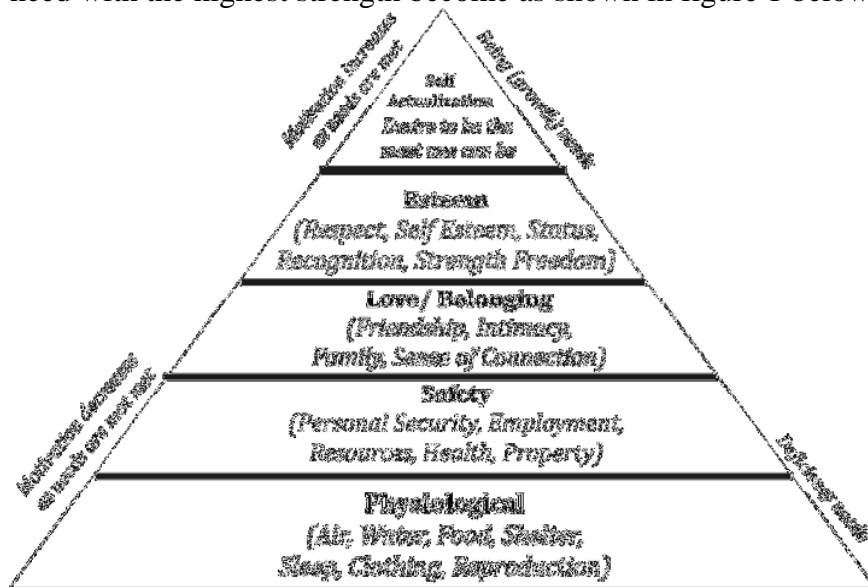 need with the highest strength become as shown in figure 1 below
Motivation increase
as needs are met
Being (growth) needs
Self
Actualization
Desire to be the
most one can be
Esteem
(Respect, Self Esteem, Status,
Recognition, Strength Freedom)
Love/ Belonging
(Friendship, Intimacy,
Family, Sense of Connection)
Safety
(Personal Security, Employment,
Resources, Health, Property)
Motivation decreases
as needs are met
needs
Physiological
(Air, Water, Food, Shelter,
Sleep, Clothing, Reproduction)